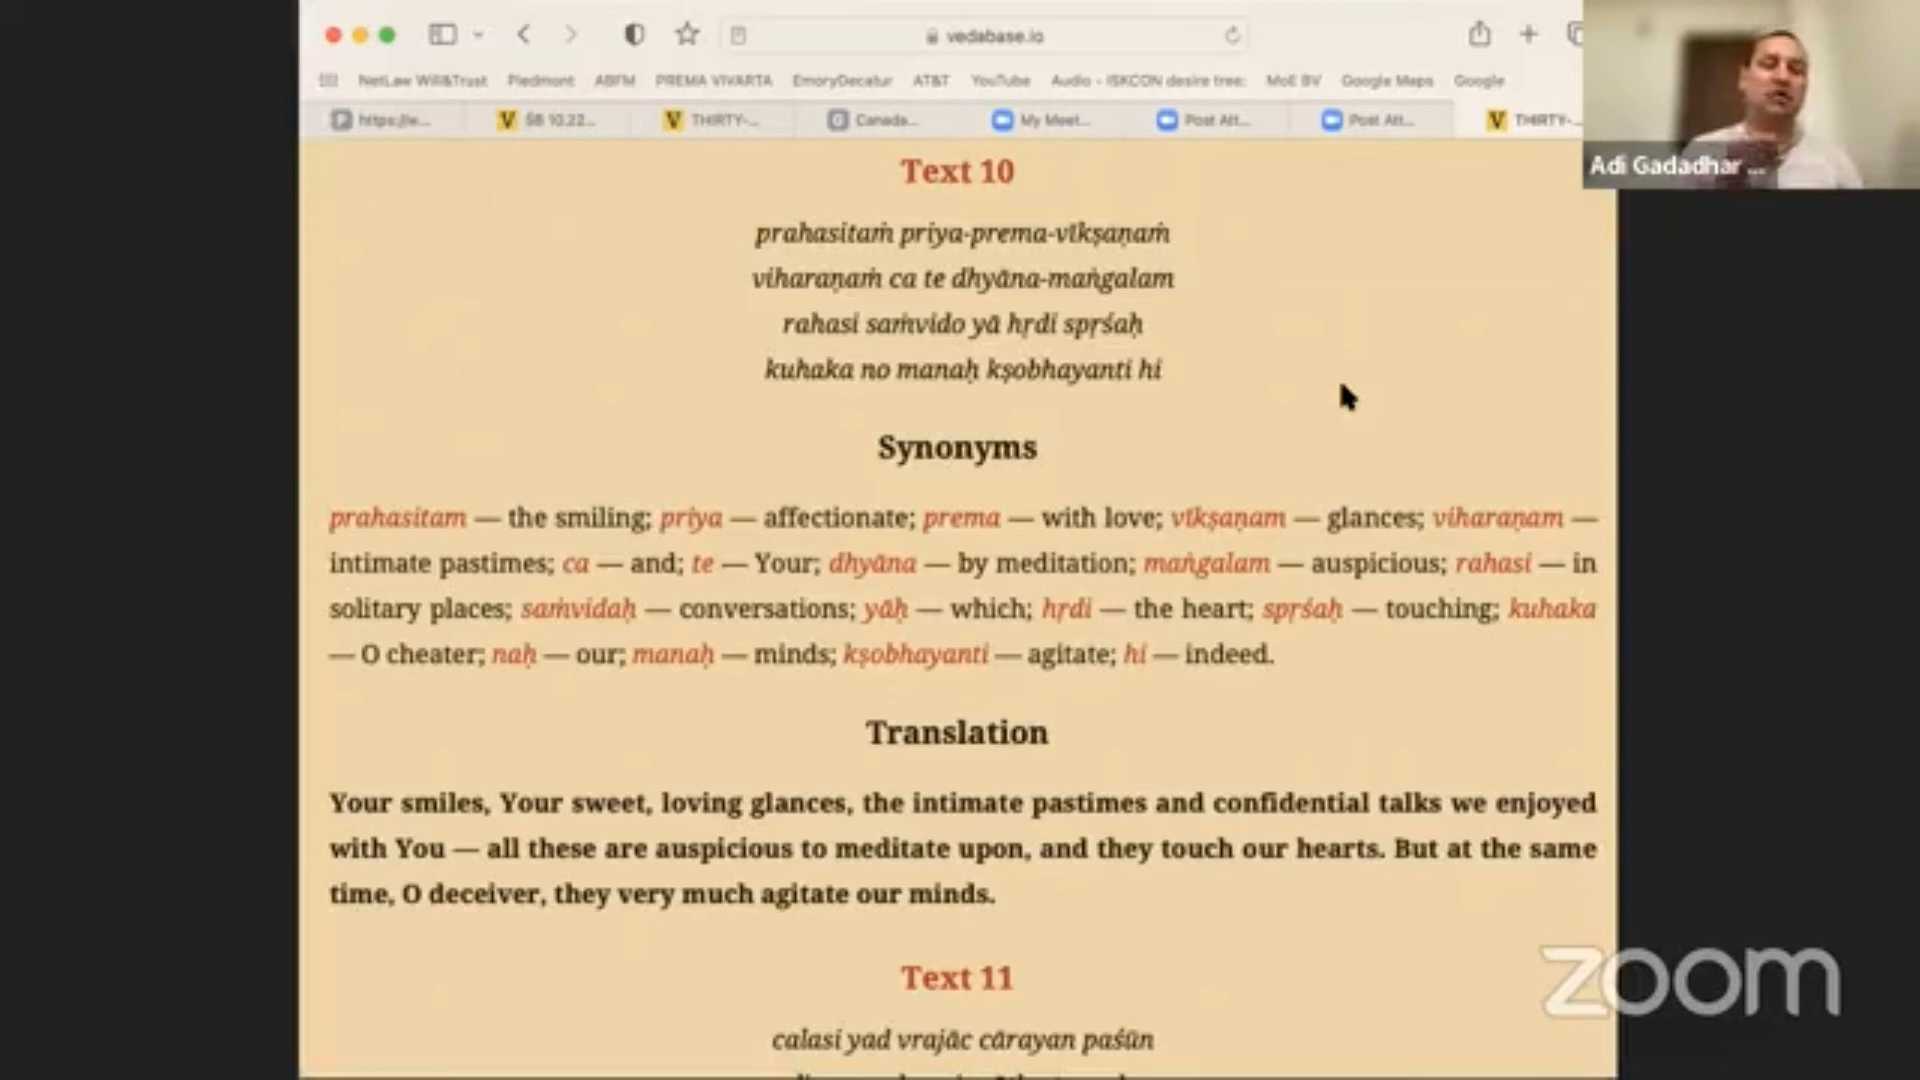 vedabase.io
NetLaw Will&Trust Piedmont ABFM PREMA VIVARTA EmoryDecatur AT&T YouTube Audio - ISKCON desire tree: MoE BV Google Maps Google
https://w... SB 10.22... THIRTY-... Canada... My Meet... Post Att... Post Att... THIRTY-...
Adi Gadadhar ...
Text 10
prahasitaṁ priya-prema-vīkṣaṇaṁ
viharaṇaṁ ca te dhyāna-maṅgalam
rahasi saṁvido yā hṛdi spṛśaḥ
kuhaka no manaḥ kṣobhayanti hi
Synonyms
prahasitam — the smiling; priya — affectionate; prema — with love; vīkṣaṇam — glances; viharaṇam —
intimate pastimes; ca — and; te — Your; dhyāna — by meditation; maṅgalam — auspicious; rahasi — in
solitary places; saṁvidaḥ — conversations; yāḥ — which; hṛdi — the heart; spṛśaḥ — touching; kuhaka
— O cheater; naḥ — our; manaḥ — minds; kṣobhayanti — agitate; hi — indeed.
Translation
Your smiles, Your sweet, loving glances, the intimate pastimes and confidential talks we enjoyed
with You — all these are auspicious to meditate upon, and they touch our hearts. But at the same
time, O deceiver, they very much agitate our minds.
Text 11
calasi yad vrajāc cārayan paśūn
zoom